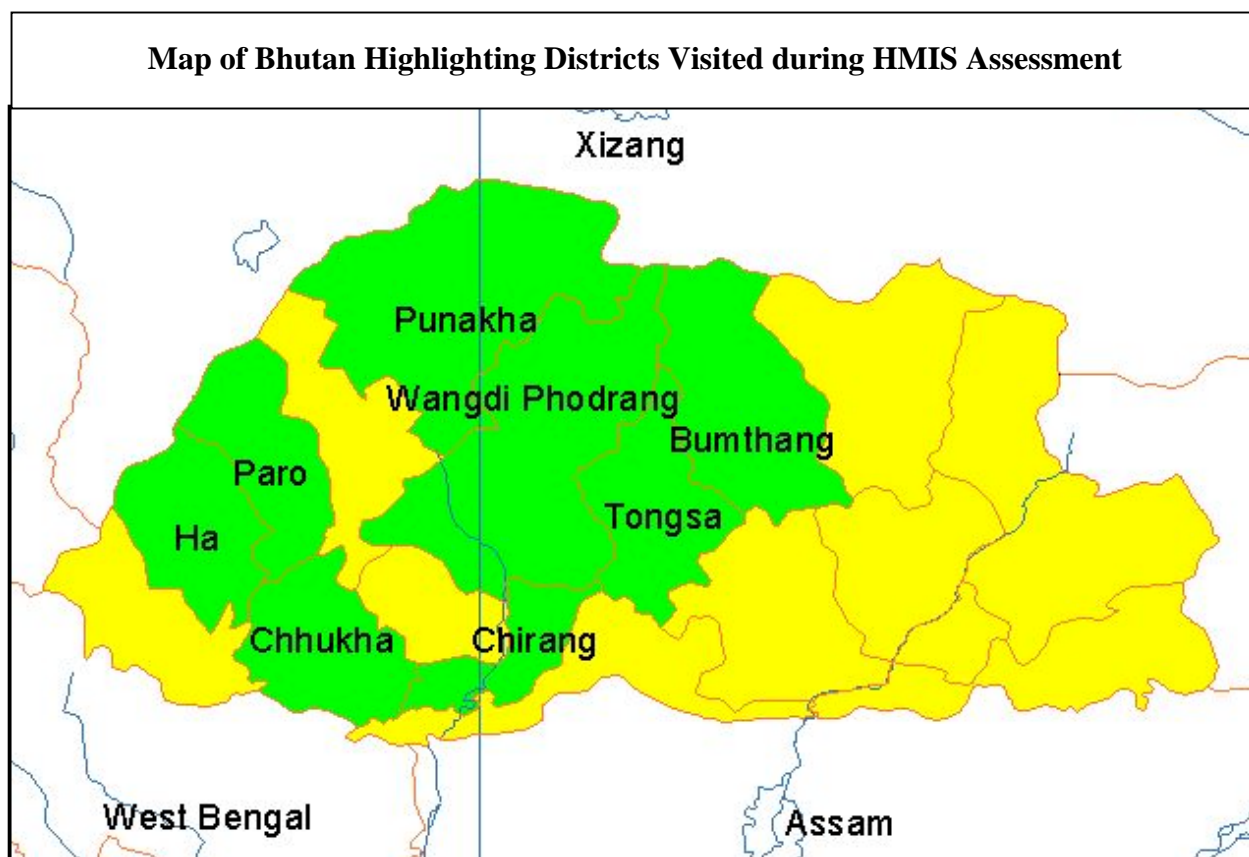 Map of Bhutan Highlighting Districts Visited during HMIS Assessment
Xizang
Punakha
Wangdi Phodrang
Bumthang
Paro
Tongsa
Ha
Chhukha
Chirang
West Bengal
Assam